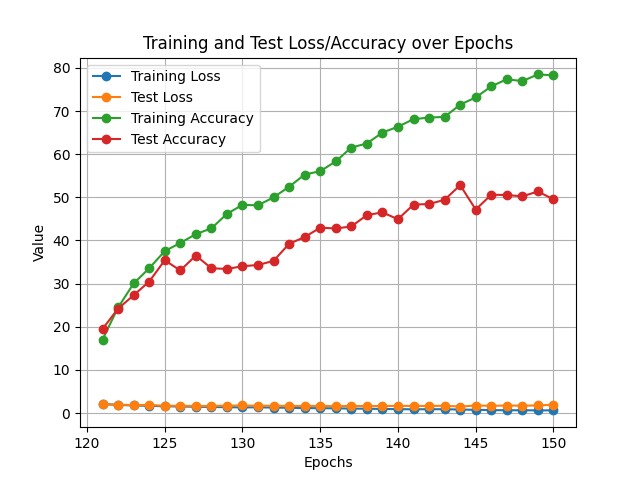 Training and Test Loss/Accuracy over Epochs
Training Loss
Test Loss
Training Accuracy
Test Accuracy
80
70
60
50
40
30
20
10
0
Value
120
125
130
135
140
145
150
Epochs